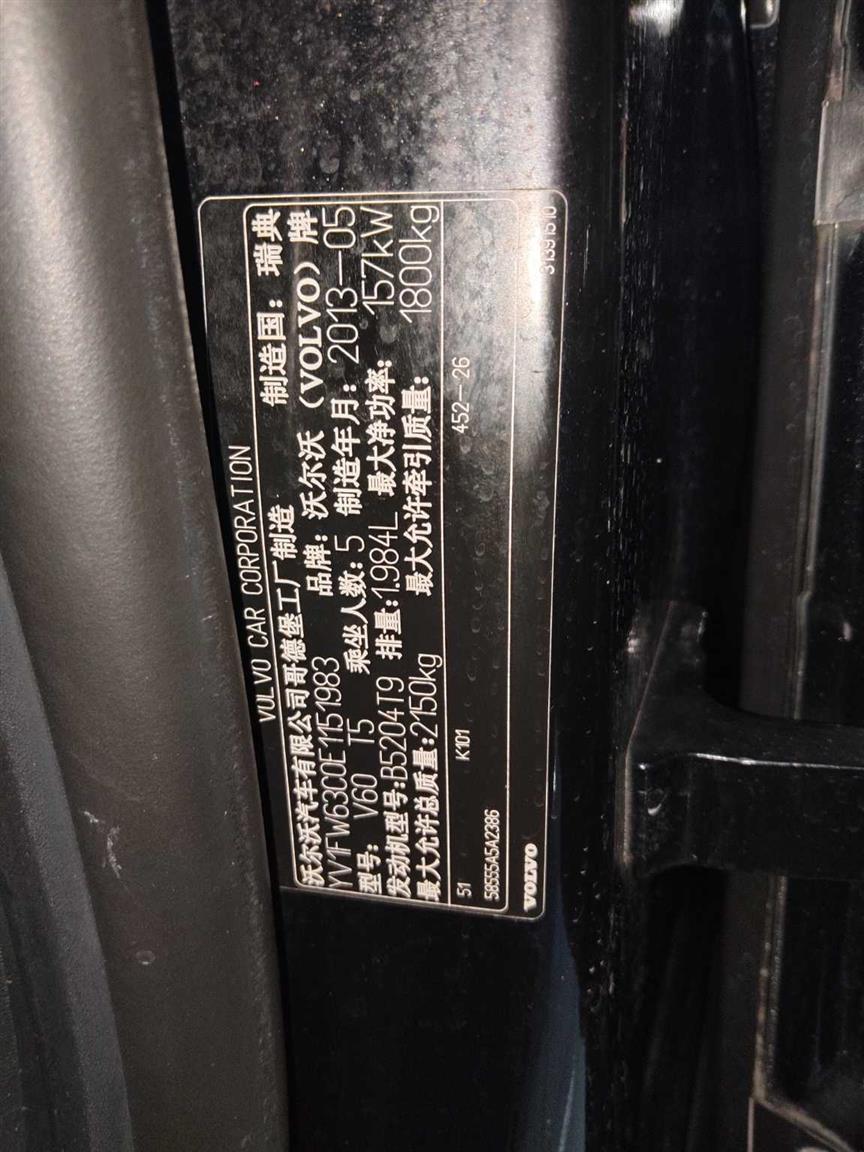 VOLVO CAR CORPORATION
沃尔沃汽车有限公司哥德堡工厂制造 制造国：瑞典
YV1FW6300E1151983 品牌：沃尔沃（VOLVO）牌
型号：V60 T5 乘坐人数：5 制造年月：2013—05
发动机型号：B5204T9 排量：1.984L 最大净功率：157kW
最大允许总质量：2150kg 最大允许牵引质量：1800kg
51 K101 452—26
58555A5A2386 31391510
VOLVO